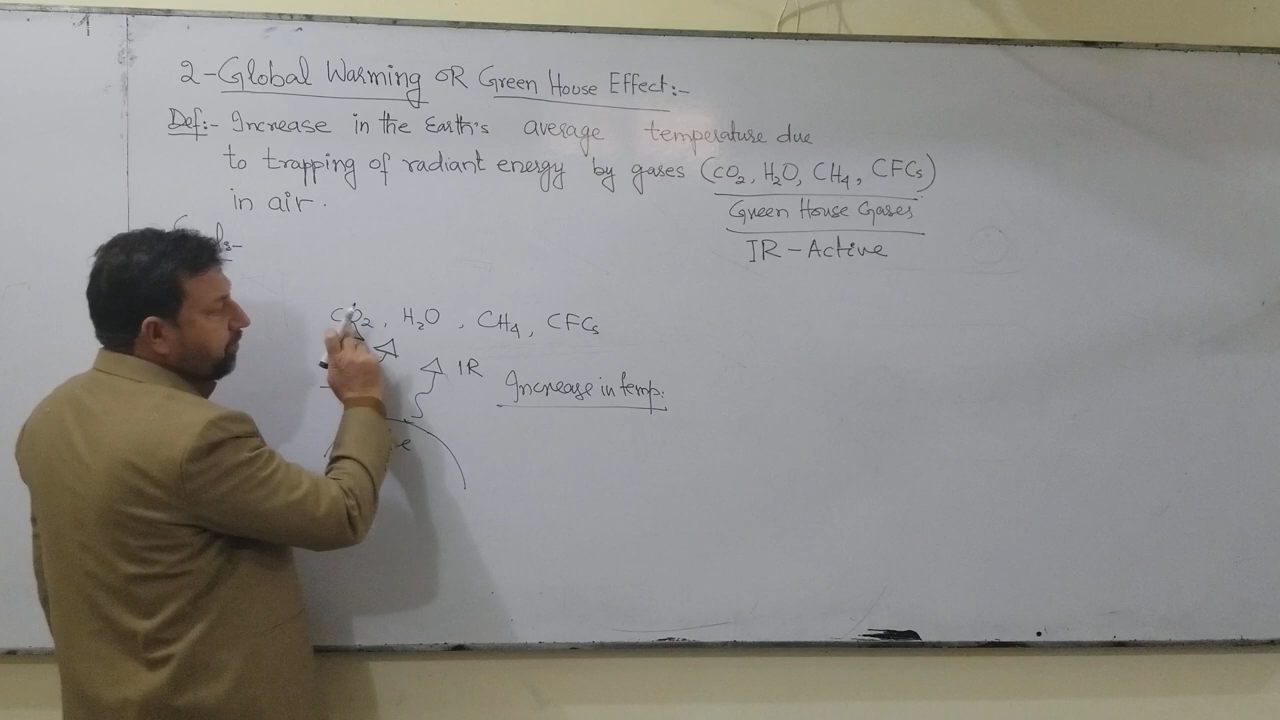 2-Global Warming OR Green House Effect:-
Def:- Increase in the Earth's average temperature due
to trapping of radiant energy by gases (CO2, H2O, CH4, CFCs)
in air.
Green House Gases
IR-Active
CO2, H2O, CH4, CFCs
IR
Increase in temp: